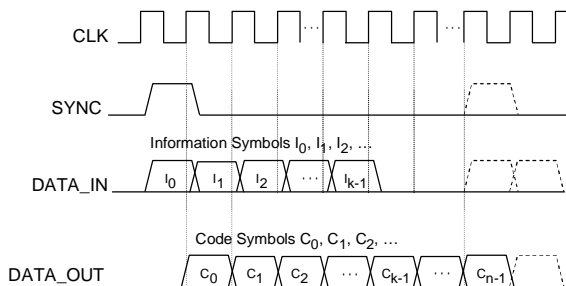 CLK
... ...
SYNC
Information Symbols I0, I1, I2, ...
DATA_IN I0 I1 I2 ... Ik-1
Code Symbols C0, C1, C2, ...
DATA_OUT C0 C1 C2 ... Ck-1 ... Cn-1